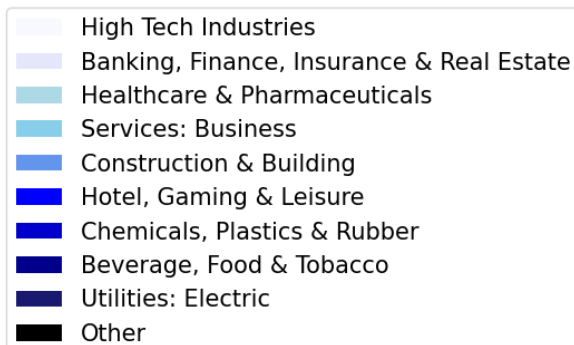 High Tech Industries
Banking, Finance, Insurance & Real Estate
Healthcare & Pharmaceuticals
Services: Business
Construction & Building
Hotel, Gaming & Leisure
Chemicals, Plastics & Rubber
Beverage, Food & Tobacco
Utilities: Electric
Other